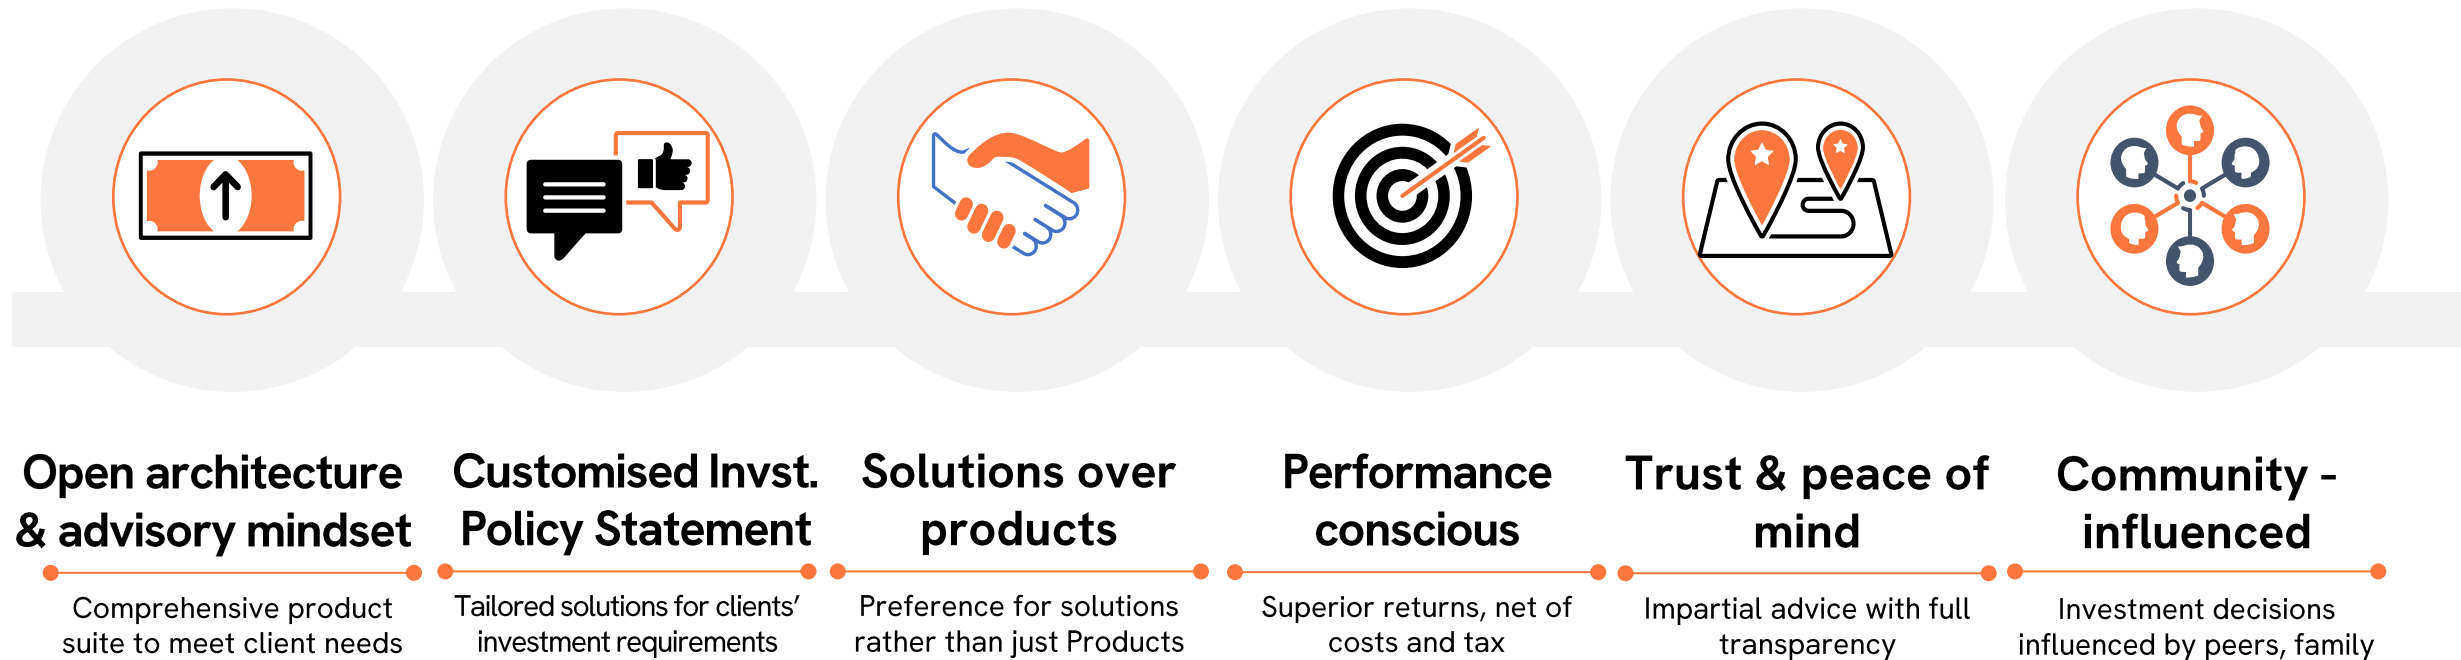 Open architecture
& advisory mindset
Comprehensive product
suite to meet client needs
Customised Invst.
Policy Statement
Tailored solutions for clients’
investment requirements
Solutions over
products
Preference for solutions
rather than just Products
Performance
conscious
Superior returns, net of
costs and tax
Trust & peace of
mind
Impartial advice with full
transparency
Community -
influenced
Investment decisions
influenced by peers, family